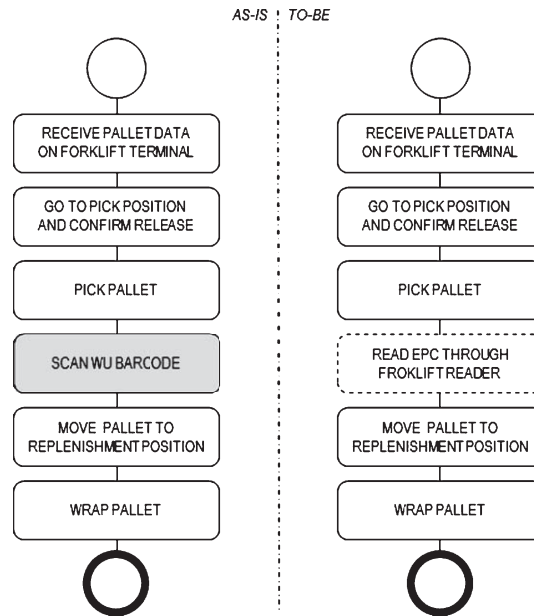 AS-IS TO-BE
RECEIVE PALLET DATA
ON FORKLIFT TERMINAL
GO TO PICK POSITION
AND CONFIRM RELEASE
PICK PALLET
SCAN WU BARCODE
MOVE PALLET TO
REPLENISHMENT POSITION
WRAP PALLET
RECEIVE PALLET DATA
ON FORKLIFT TERMINAL
GO TO PICK POSITION
AND CONFIRM RELEASE
PICK PALLET
READ EPC THROUGH
FROKLIFT READER
MOVE PALLET TO
REPLENISHMENT POSITION
WRAP PALLET